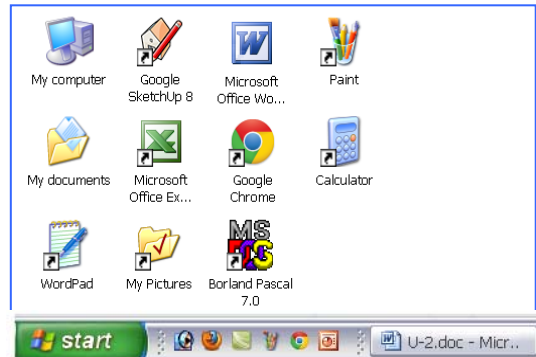 My computer
Google
SketchUp 8
Microsoft
Office Wo...
Paint
My documents
Microsoft
Office Ex...
Google
Chrome
Calculator
WordPad
My Pictures
MS
DOS
Borland Pascal
7.0
start
U-2.doc - Micr..